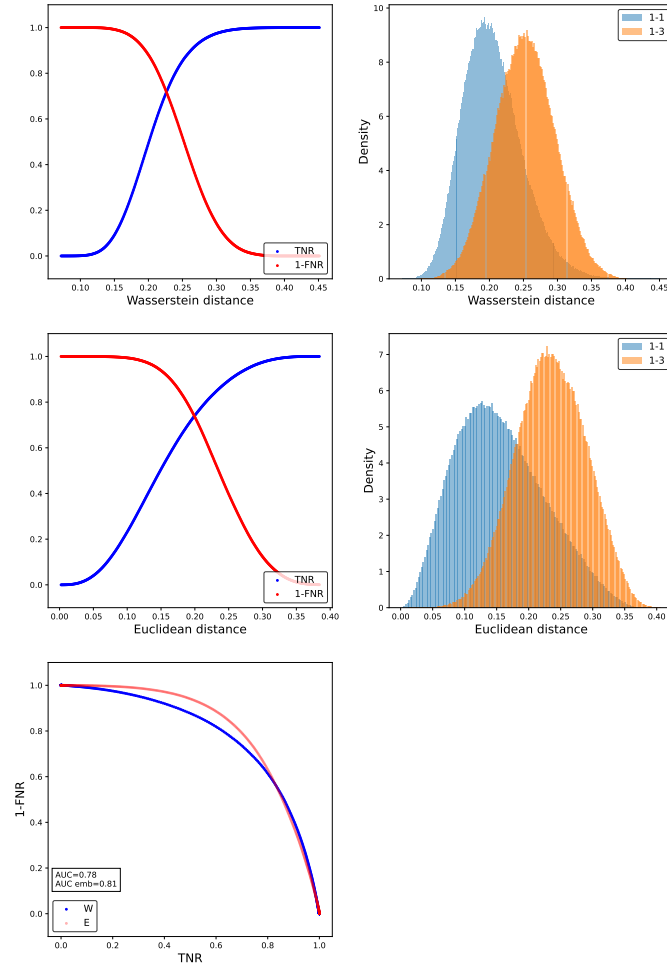 1.0
0.8
0.6
0.4
0.2
0.0
TNR
1-FNR
0.10 0.15 0.20 0.25 0.30 0.35 0.40 0.45
Wasserstein distance
10
8
6
4
2
0
Density
1-1
1-3
0.10 0.15 0.20 0.25 0.30 0.35 0.40 0.45
Wasserstein distance
1.0
0.8
0.6
0.4
0.2
0.0
TNR
1-FNR
0.00 0.05 0.10 0.15 0.20 0.25 0.30 0.35 0.40
Euclidean distance
7
6
5
4
3
2
1
0
Density
1-1
1-3
0.00 0.05 0.10 0.15 0.20 0.25 0.30 0.35 0.40
Euclidean distance
1.0
0.8
0.6
0.4
0.2
0.0
1-FNR
AUC=0.78
AUC emb=0.81
W
E
0.0 0.2 0.4 0.6 0.8 1.0
TNR